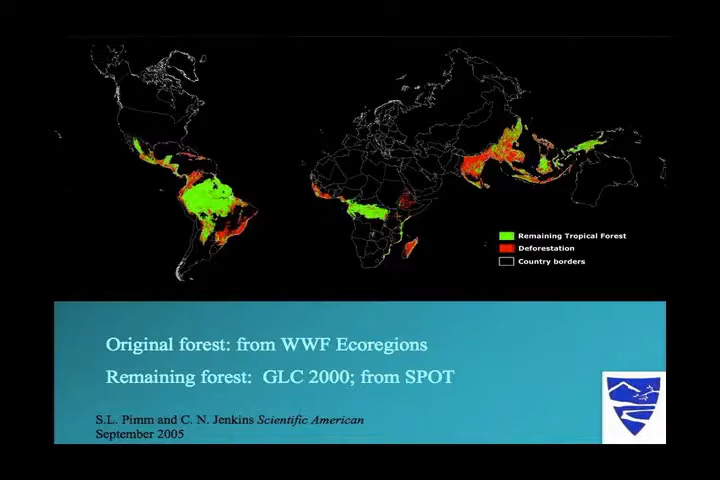 Remaining Tropical Forest
Deforestation
Country borders
Original forest: from WWF Ecoregions
Remaining forest:  GLC 2000; from SPOT
S.L. Pimm and C. N. Jenkins Scientific American
September 2005